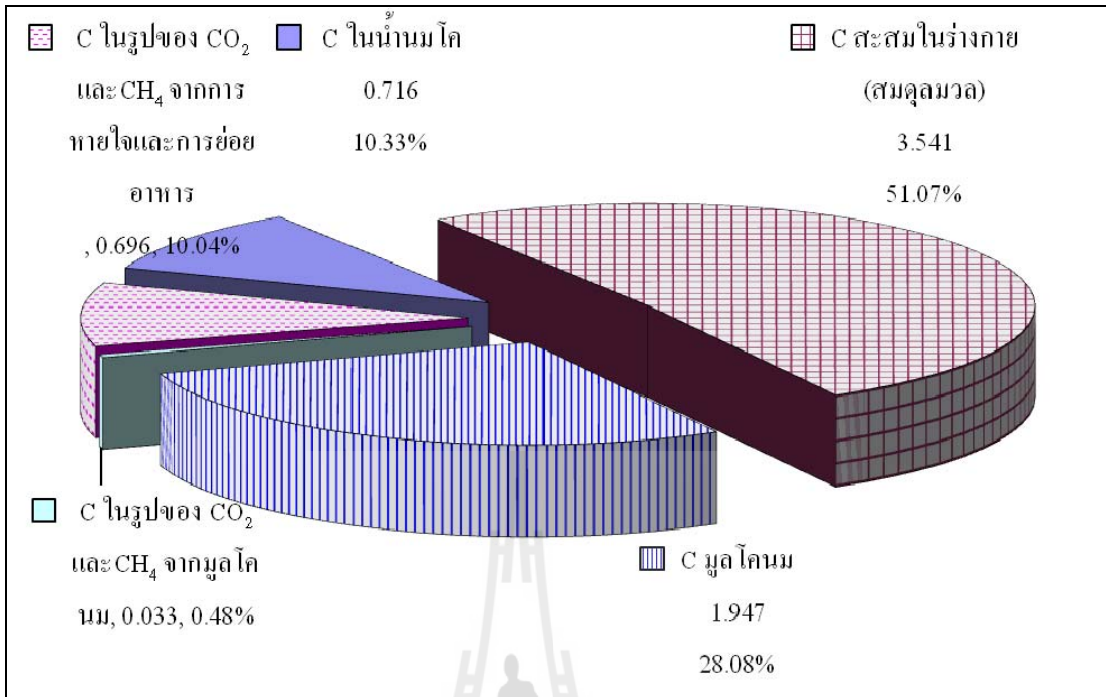 C ในรูปของ CO₂
และ CH₄ จากการ
หายใจและการย่อย
อาหาร
, 0.696, 10.04%
C ในน้ำนมโค
0.716
10.33%
C สะสมในร่างกาย
(สมดุลมวล)
3.541
51.07%
C ในรูปของ CO₂
และ CH₄ จากมูลโค
นม, 0.033, 0.48%
C มูลโคนม
1.947
28.08%